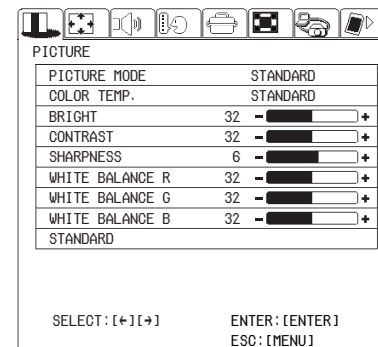 PICTURE
PICTURE MODE STANDARD
COLOR TEMP. STANDARD
BRIGHT 32 - +
CONTRAST 32 - +
SHARPNESS 6 - +
WHITE BALANCE R 32 - +
WHITE BALANCE G 32 - +
WHITE BALANCE B 32 - +
STANDARD
SELECT:[←][→] ENTER:[ENTER]
ESC:[MENU]